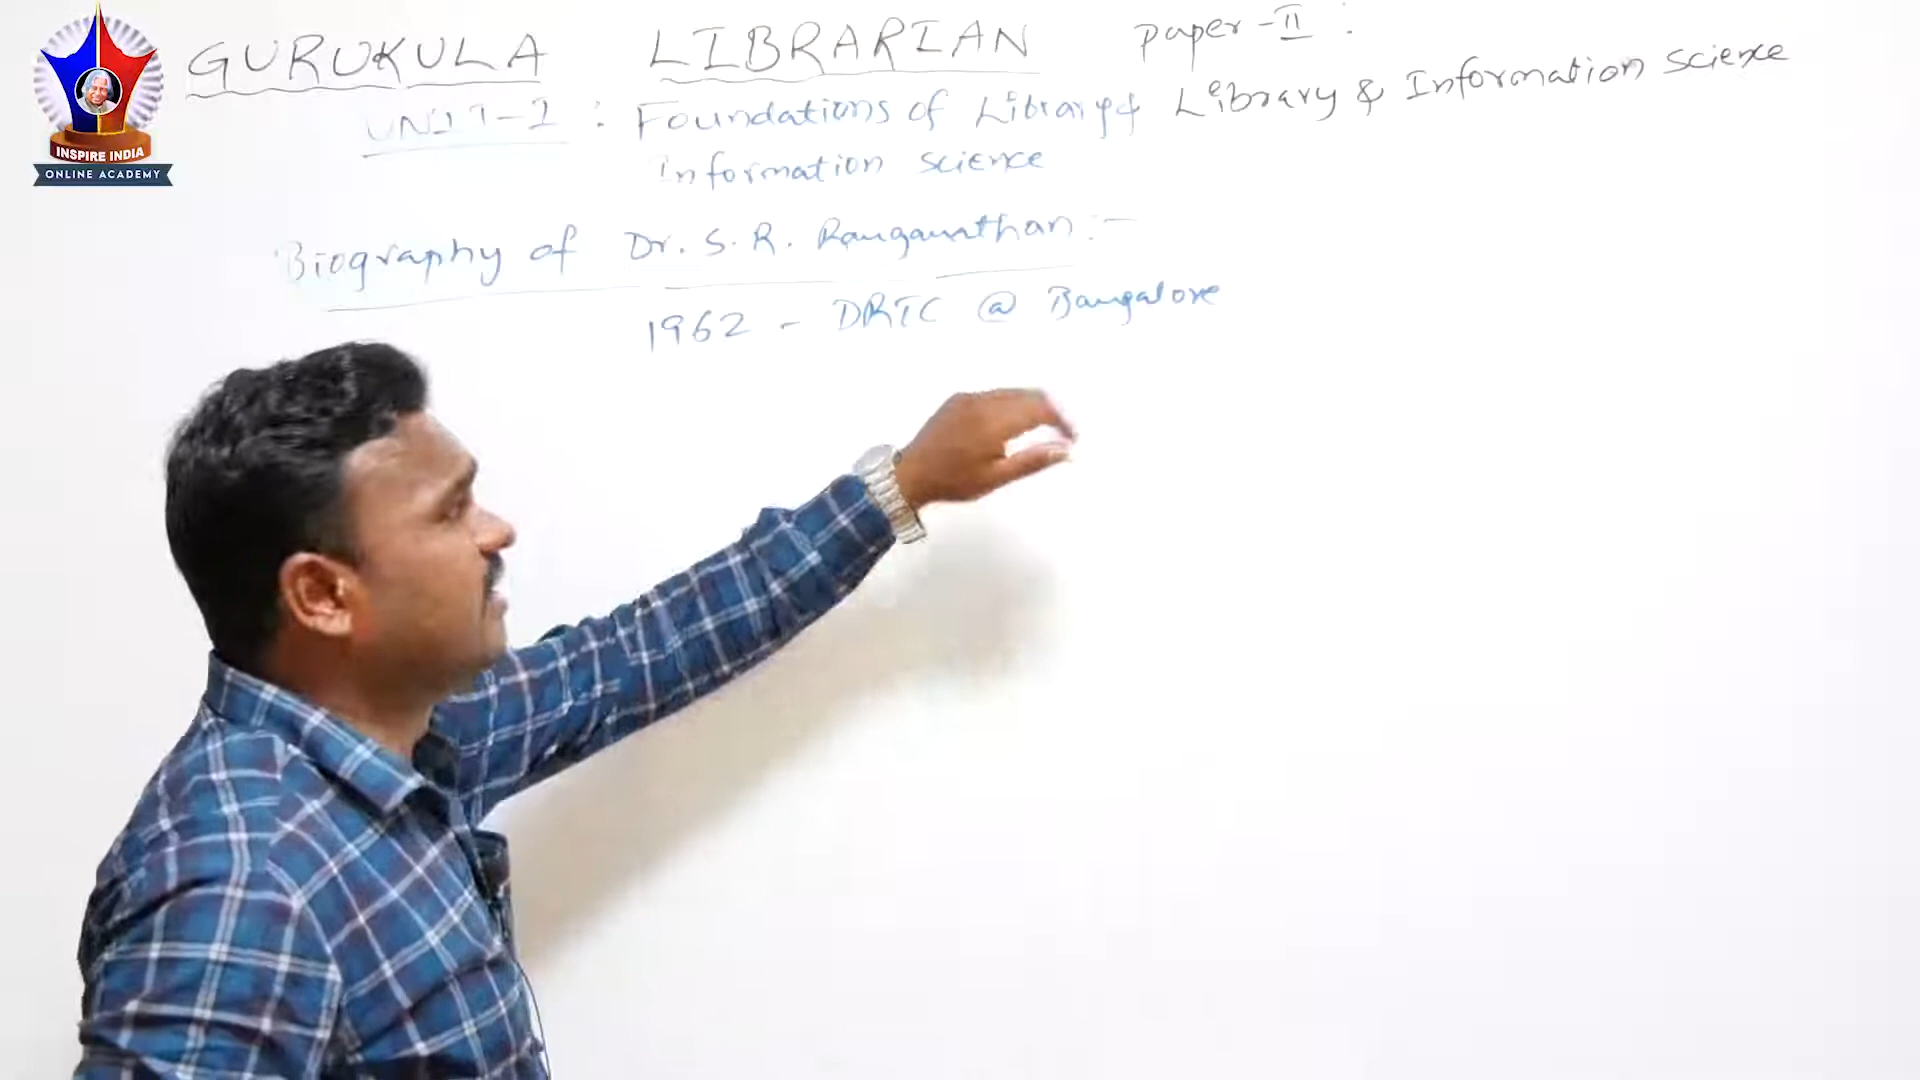 INSPIRE INDIA
ONLINE ACADEMY
GURUKULA LIBRARIAN Paper-II :
Library & Information Science
UNIT-I : Foundations of Library &
Information Science
Biography of Dr. S. R. Ranganathan :-
1962 - DRTC @ Bangalore